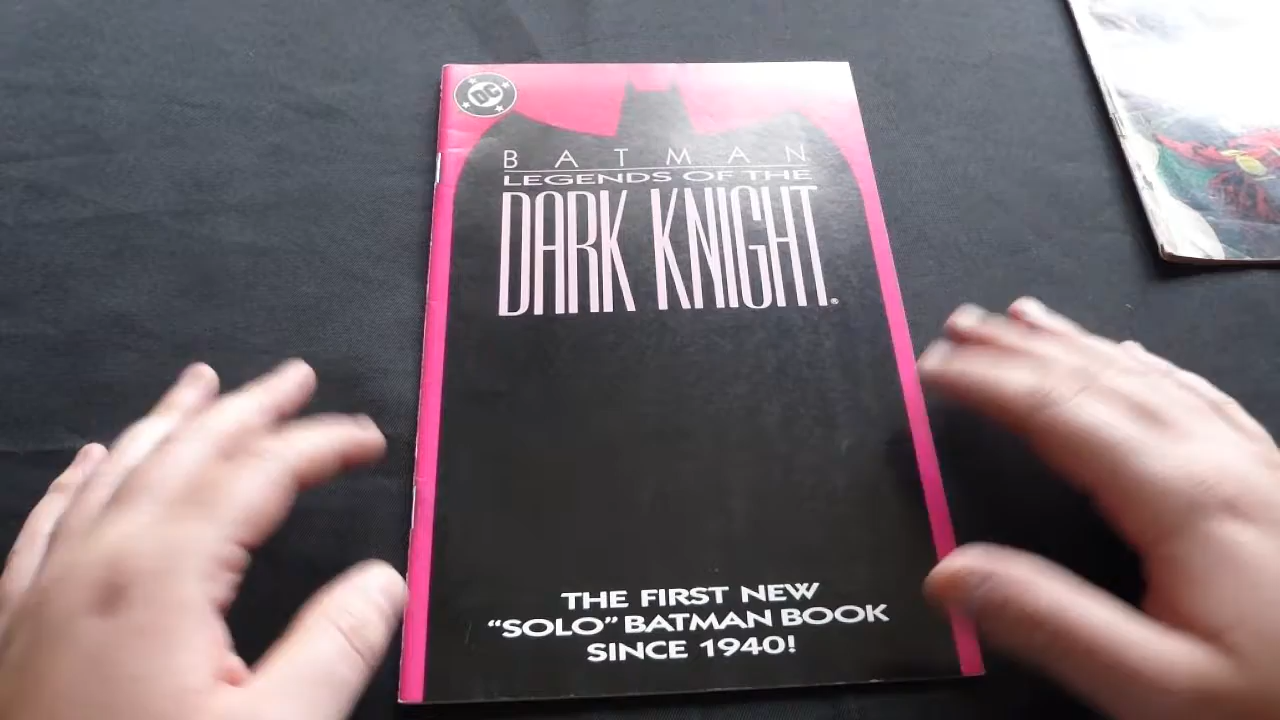 DC
BATMAN
LEGENDS OF THE
DARK KNIGHT®
THE FIRST NEW
“SOLO” BATMAN BOOK
SINCE 1940!